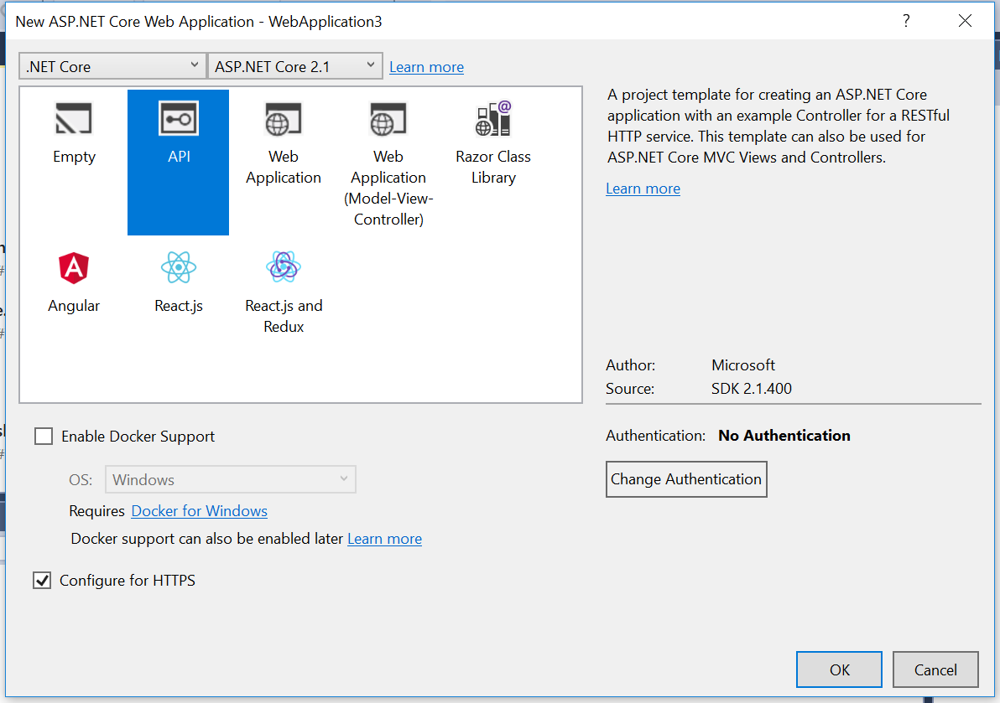 New ASP.NET Core Web Application - WebApplication3
?
.NET Core
ASP.NET Core 2.1
Learn more
Empty
API
Web
Application
Web
Application
(Model-View-
Controller)
Razor Class
Library
Angular
React.js
React.js and
Redux
A project template for creating an ASP.NET Core
application with an example Controller for a RESTful
HTTP service. This template can also be used for
ASP.NET Core MVC Views and Controllers.
Learn more
Author: Microsoft
Source: SDK 2.1.400
Enable Docker Support
OS: Windows
Requires Docker for Windows
Docker support can also be enabled later Learn more
Configure for HTTPS
Authentication: No Authentication
Change Authentication
OK
Cancel